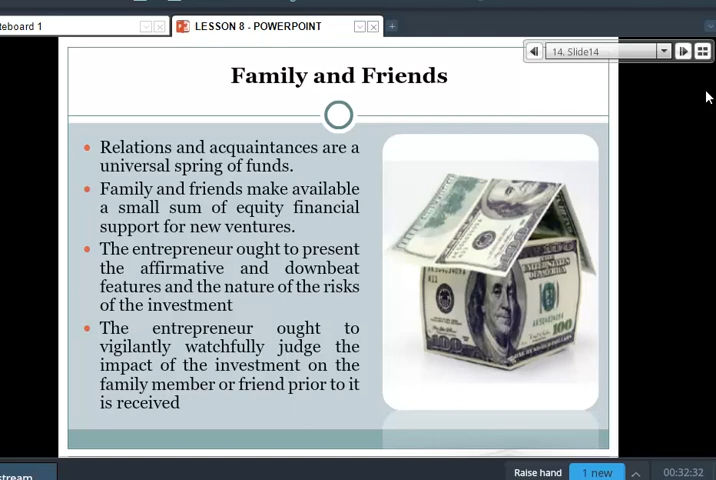 teboard 1
LESSON 8 - POWERPOINT
14. Slide14
Family and Friends
Relations and acquaintances are a
universal spring of funds.
Family and friends make available
a small sum of equity financial
support for new ventures.
The entrepreneur ought to present
the affirmative and downbeat
features and the nature of the risks
of the investment
The entrepreneur ought to
vigilantly watchfully judge the
impact of the investment on the
family member or friend prior to it
is received
100
stream
Raise hand
1 new
00:32:32